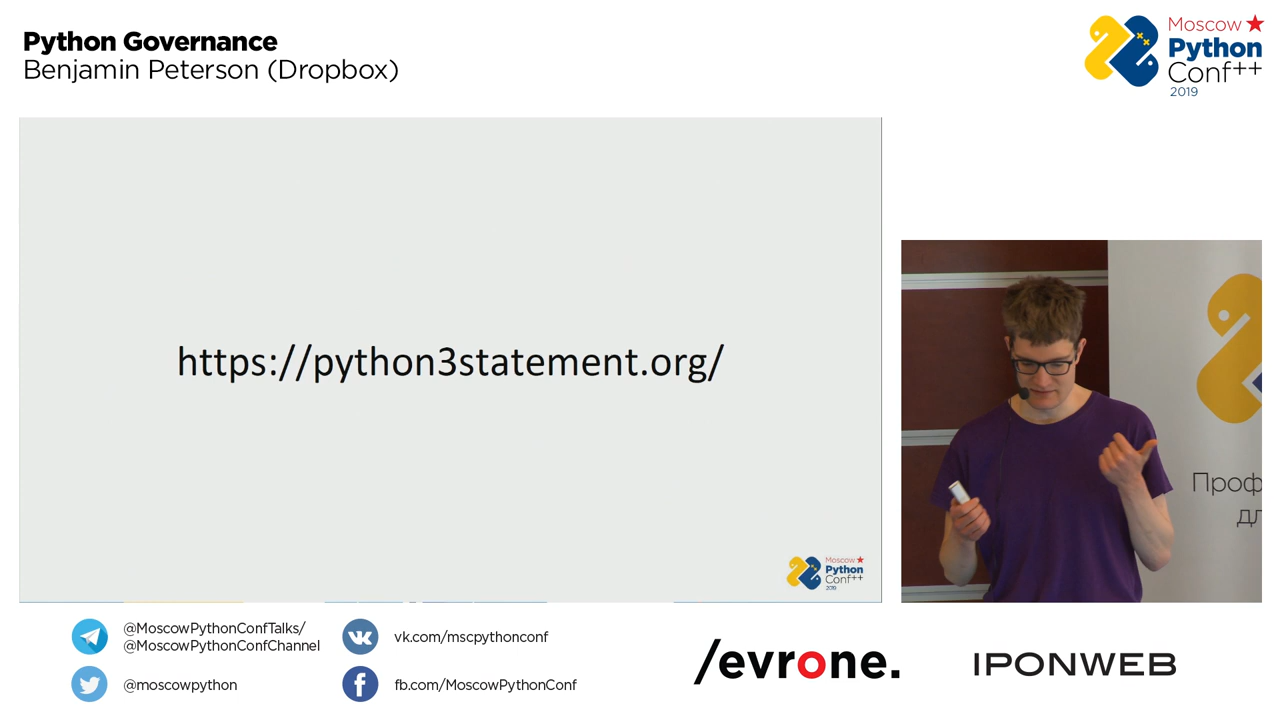 Python Governance
Benjamin Peterson (Dropbox)
Moscow
Python
Conf++
2019
https://python3statement.org/
Moscow
Python
Conf++
2019
Проф
дл
@MoscowPythonConfTalks/
@MoscowPythonConfChannel
vk.com/mscpythonconf
@moscowpython
fb.com/MoscowPythonConf
/evrone.
IPONWEB